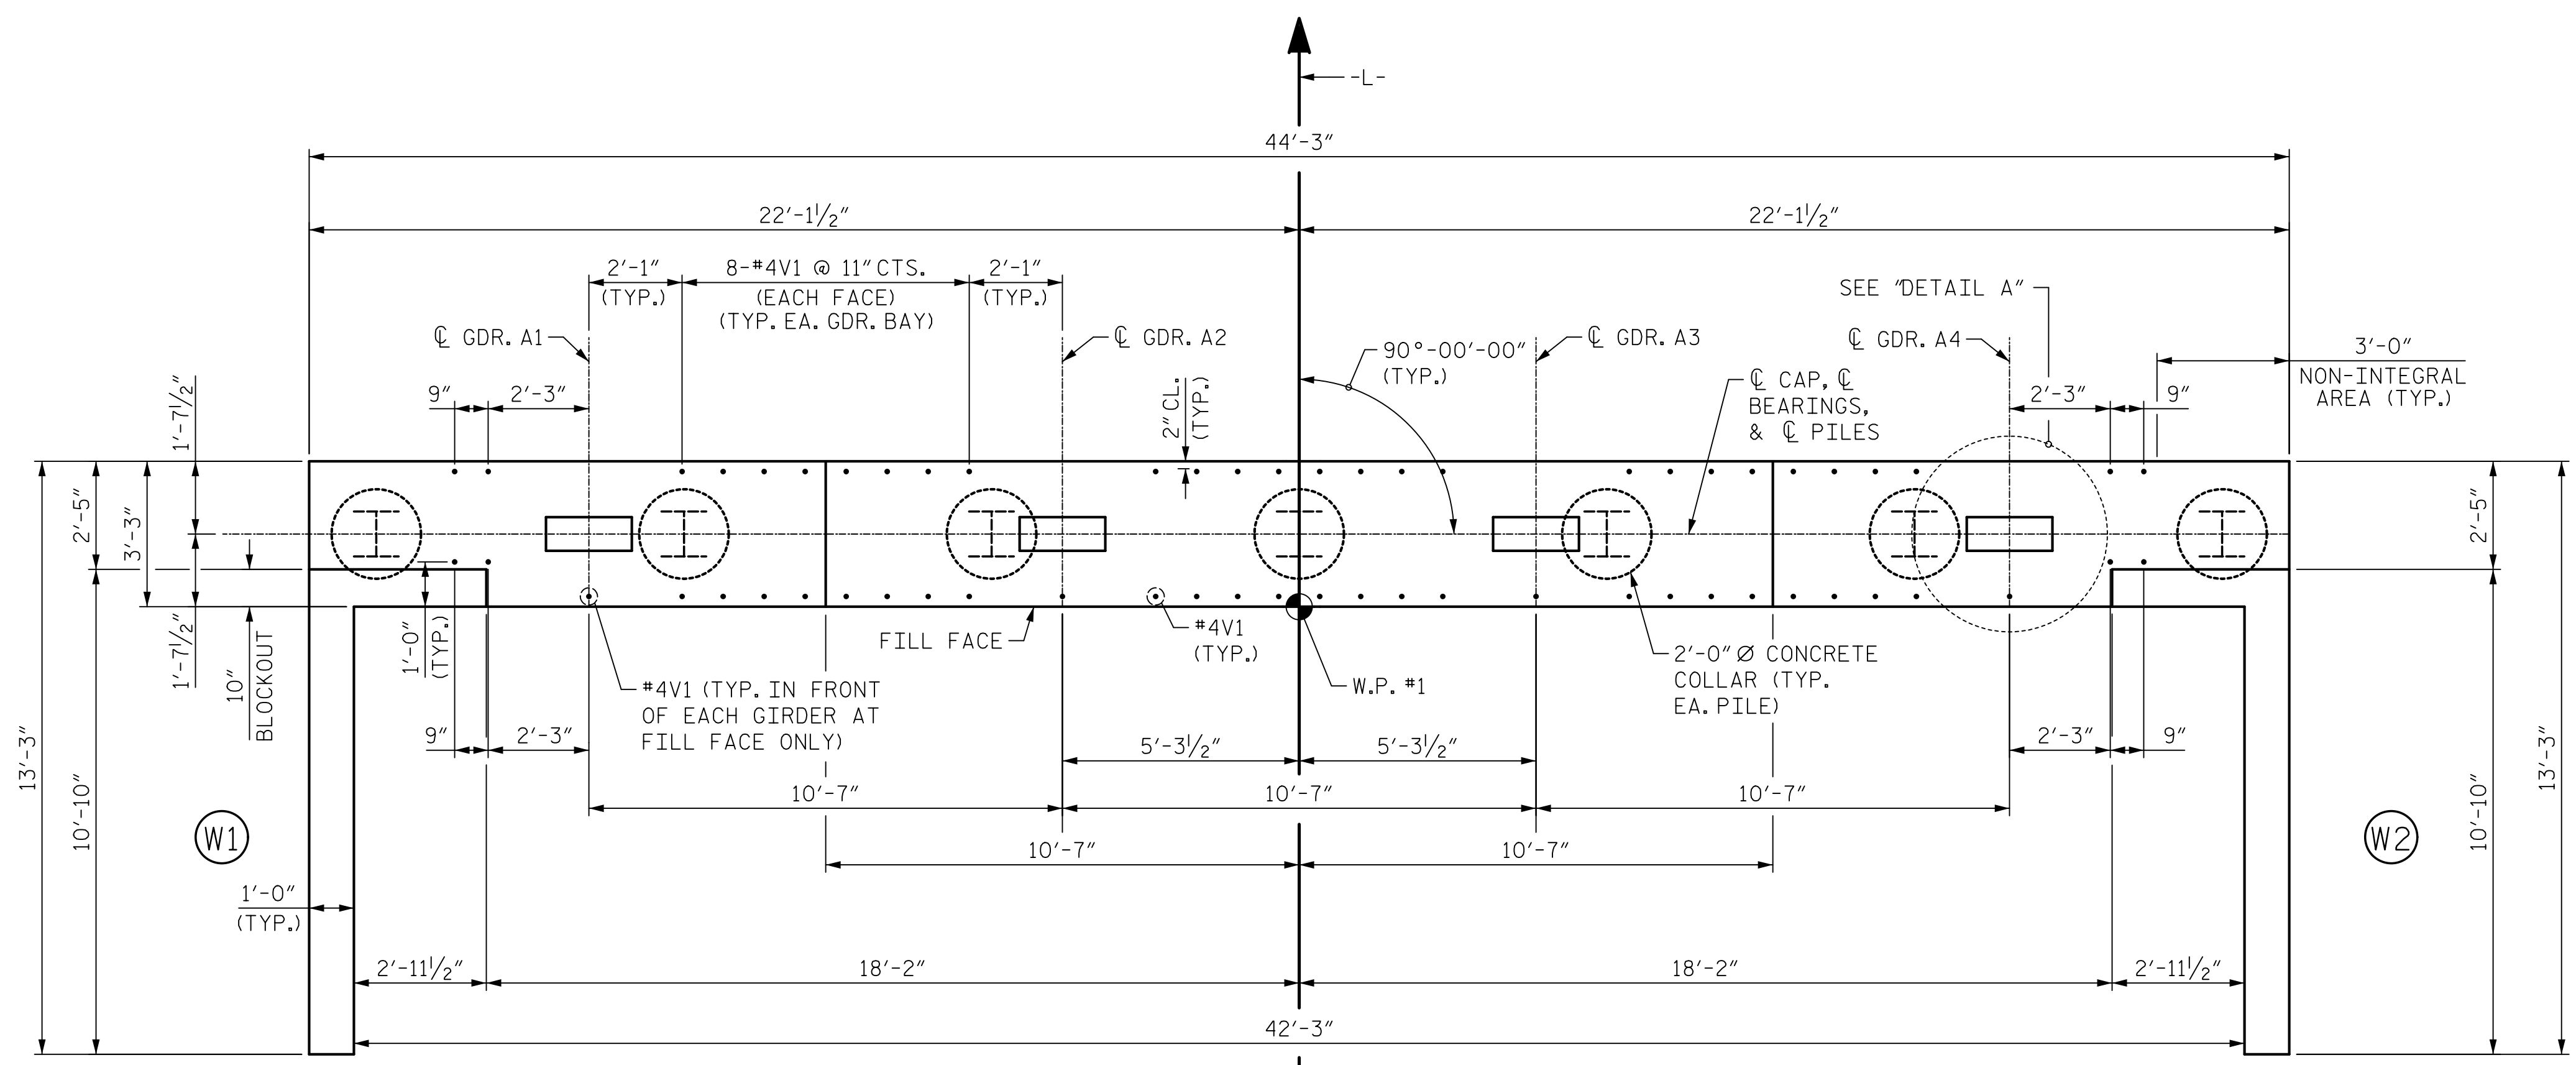 -L-
44'-3"
22'-1½"
22'-1½"
2'-1"
(TYP.)
8-#4V1 @ 11" CTS.
(EACH FACE)
(TYP. EA. GDR. BAY)
2'-1"
(TYP.)
SEE "DETAIL A"
℄ GDR. A1
℄ GDR. A2
℄ GDR. A3
℄ GDR. A4
90°-00'-00"
(TYP.)
3'-0"
NON-INTEGRAL
AREA (TYP.)
9"
2'-3"
2" CL.
(TYP.)
℄ CAP, ℄
BEARINGS,
& ℄ PILES
2'-3"
9"
1'-7½"
2'-5"
3'-3"
1'-7½"
10"
BLOCKOUT
1'-0"
(TYP.)
2'-5"
FILL FACE
#4V1
(TYP.)
#4V1 (TYP. IN FRONT
OF EACH GIRDER AT
FILL FACE ONLY)
W.P. #1
2'-0" Ø CONCRETE
COLLAR (TYP.
EA. PILE)
9"
2'-3"
5'-3½"
5'-3½"
2'-3"
9"
13'-3"
10'-10"
10'-7"
10'-7"
10'-7"
10'-10"
13'-3"
W1
W2
10'-7"
10'-7"
1'-0"
(TYP.)
2'-11½"
18'-2"
18'-2"
2'-11½"
42'-3"